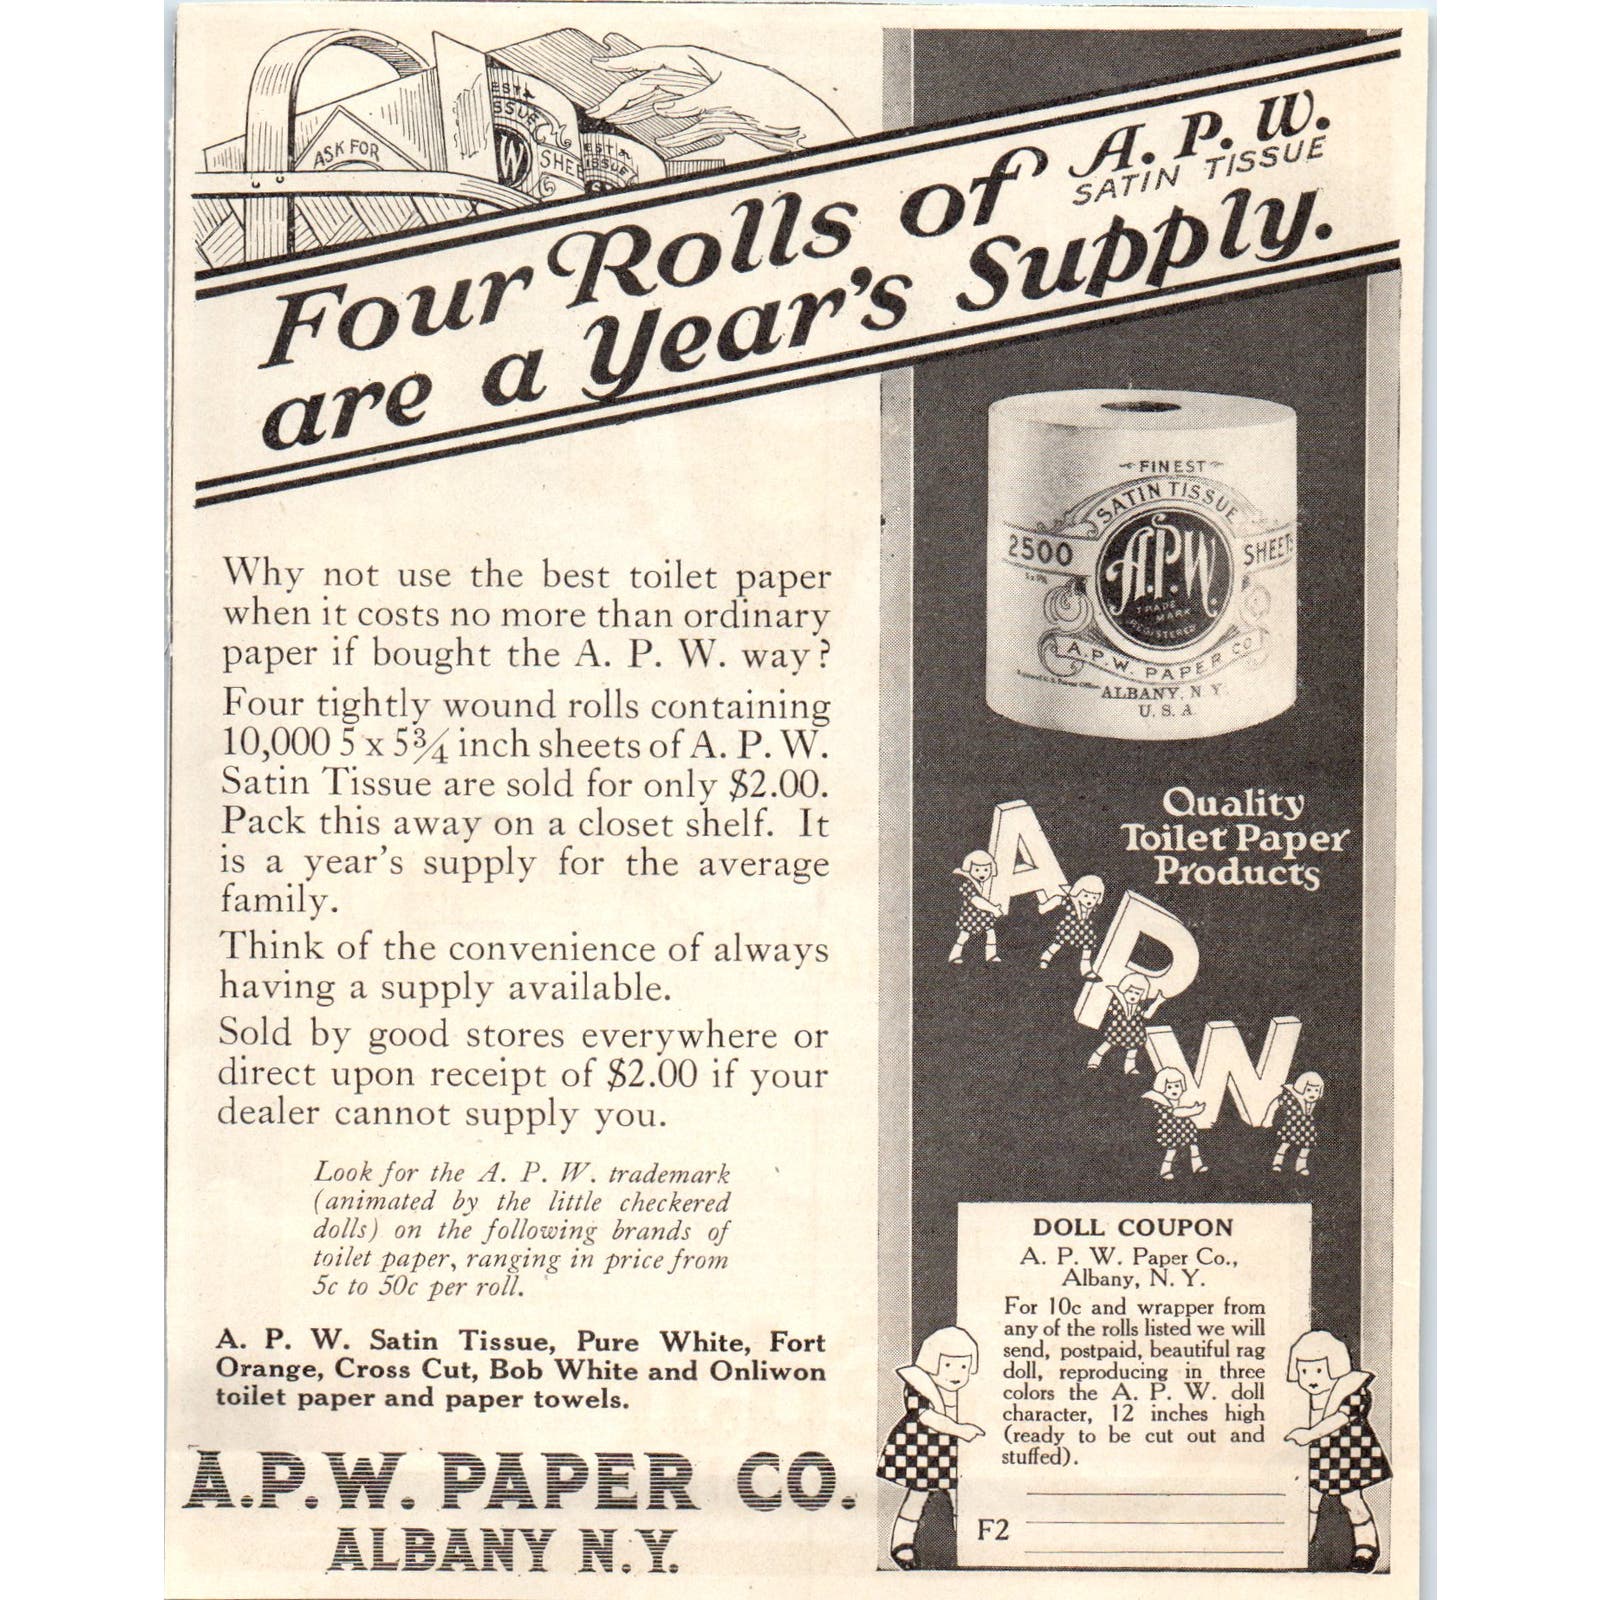 ASK FOR
EST
SSUE
W
SHEE
EST
ISSUE
Four Rolls of A. P. W.
SATIN TISSUE
are a Year's Supply.
FINEST
SATIN TISSUE
2500 A.P.W. SHEETS
TRADE
MARK
REGISTERED
A.P.W. PAPER CO
ALBANY, N.Y.
U. S. A.
Why not use the best toilet paper
when it costs no more than ordinary
paper if bought the A. P. W. way?
Four tightly wound rolls containing
10,000 5 x 5¾ inch sheets of A. P. W.
Satin Tissue are sold for only $2.00.
Pack this away on a closet shelf. It
is a year's supply for the average
family.
Think of the convenience of always
having a supply available.
Sold by good stores everywhere or
direct upon receipt of $2.00 if your
dealer cannot supply you.
Look for the A. P. W. trademark
(animated by the little checkered
dolls) on the following brands of
toilet paper, ranging in price from
5c to 50c per roll.
A. P. W. Satin Tissue, Pure White, Fort
Orange, Cross Cut, Bob White and Onliwon
toilet paper and paper towels.
A.P.W. PAPER CO.
ALBANY N.Y.
Quality
Toilet Paper
Products
A
P
W
DOLL COUPON
A. P. W. Paper Co.,
Albany, N. Y.
For 10c and wrapper from
any of the rolls listed we will
send, postpaid, beautiful rag
doll, reproducing in three
colors the A. P. W. doll
character, 12 inches high
(ready to be cut out and
stuffed).
F2